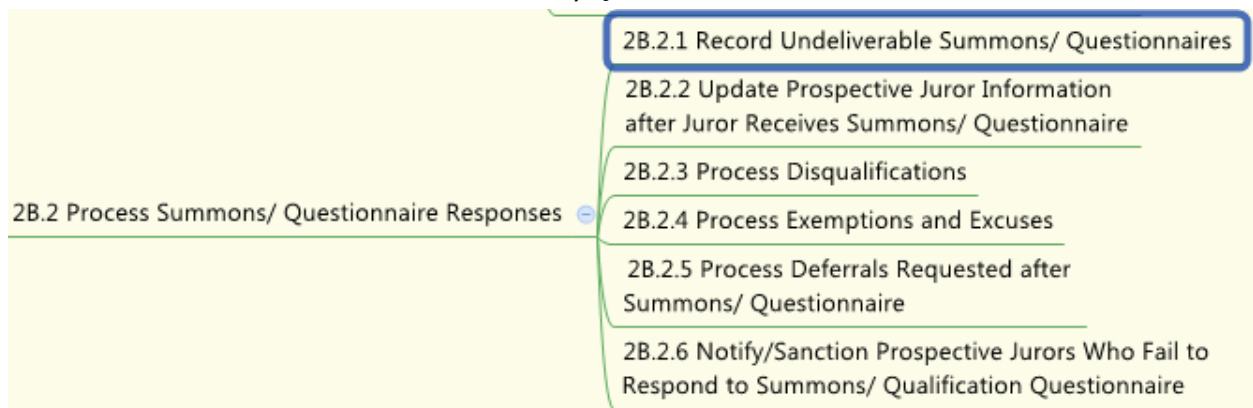 2B.2 Process Summons/ Questionnaire Responses
2B.2.1 Record Undeliverable Summons/ Questionnaires
2B.2.2 Update Prospective Juror Information
after Juror Receives Summons/ Questionnaire
2B.2.3 Process Disqualifications
2B.2.4 Process Exemptions and Excuses
2B.2.5 Process Deferrals Requested after
Summons/ Questionnaire
2B.2.6 Notify/Sanction Prospective Jurors Who Fail to
Respond to Summons/ Qualification Questionnaire